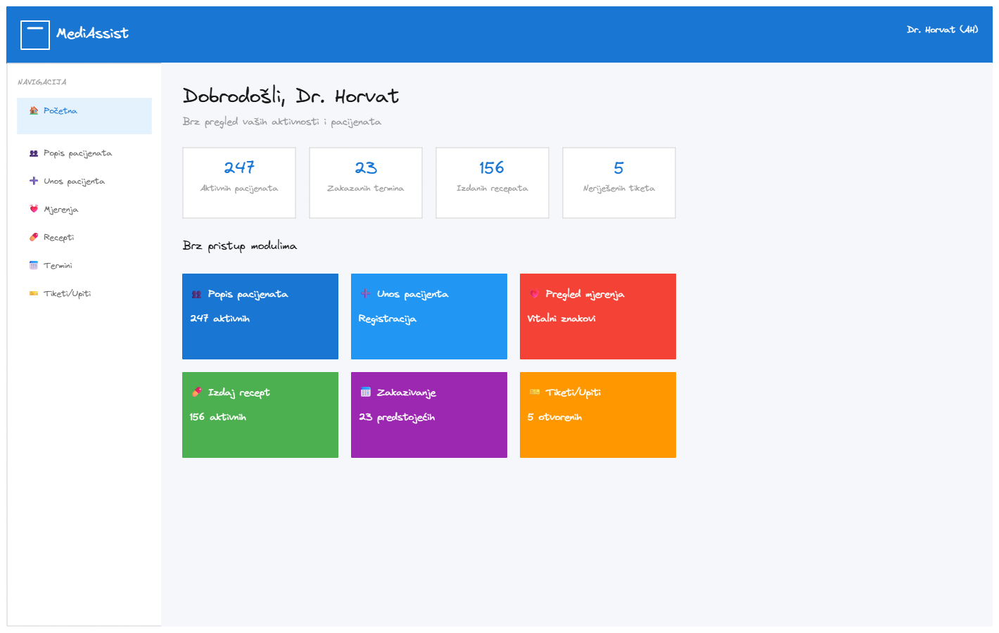 MediAssist
Dr. Horvat (AH)
NAVIGACIJA
Početna
Popis pacijenata
Unos pacijenta
Mjerenja
Recepti
Termini
Tiketi/Upiti
Dobrodošli, Dr. Horvat
Brz pregled vaših aktivnosti i pacijenata
247
Aktivnih pacijenata
23
Zakazanih termina
156
Izdanih recepata
5
Neriješenih tiketa
Brz pristup modulima
Popis pacijenata
247 aktivnih
Unos pacijenta
Registracija
Pregled mjerenja
Vitalni znakovi
Izdaj recept
156 aktivnih
Zakazivanje
23 predstojećih
Tiketi/Upiti
5 otvorenih